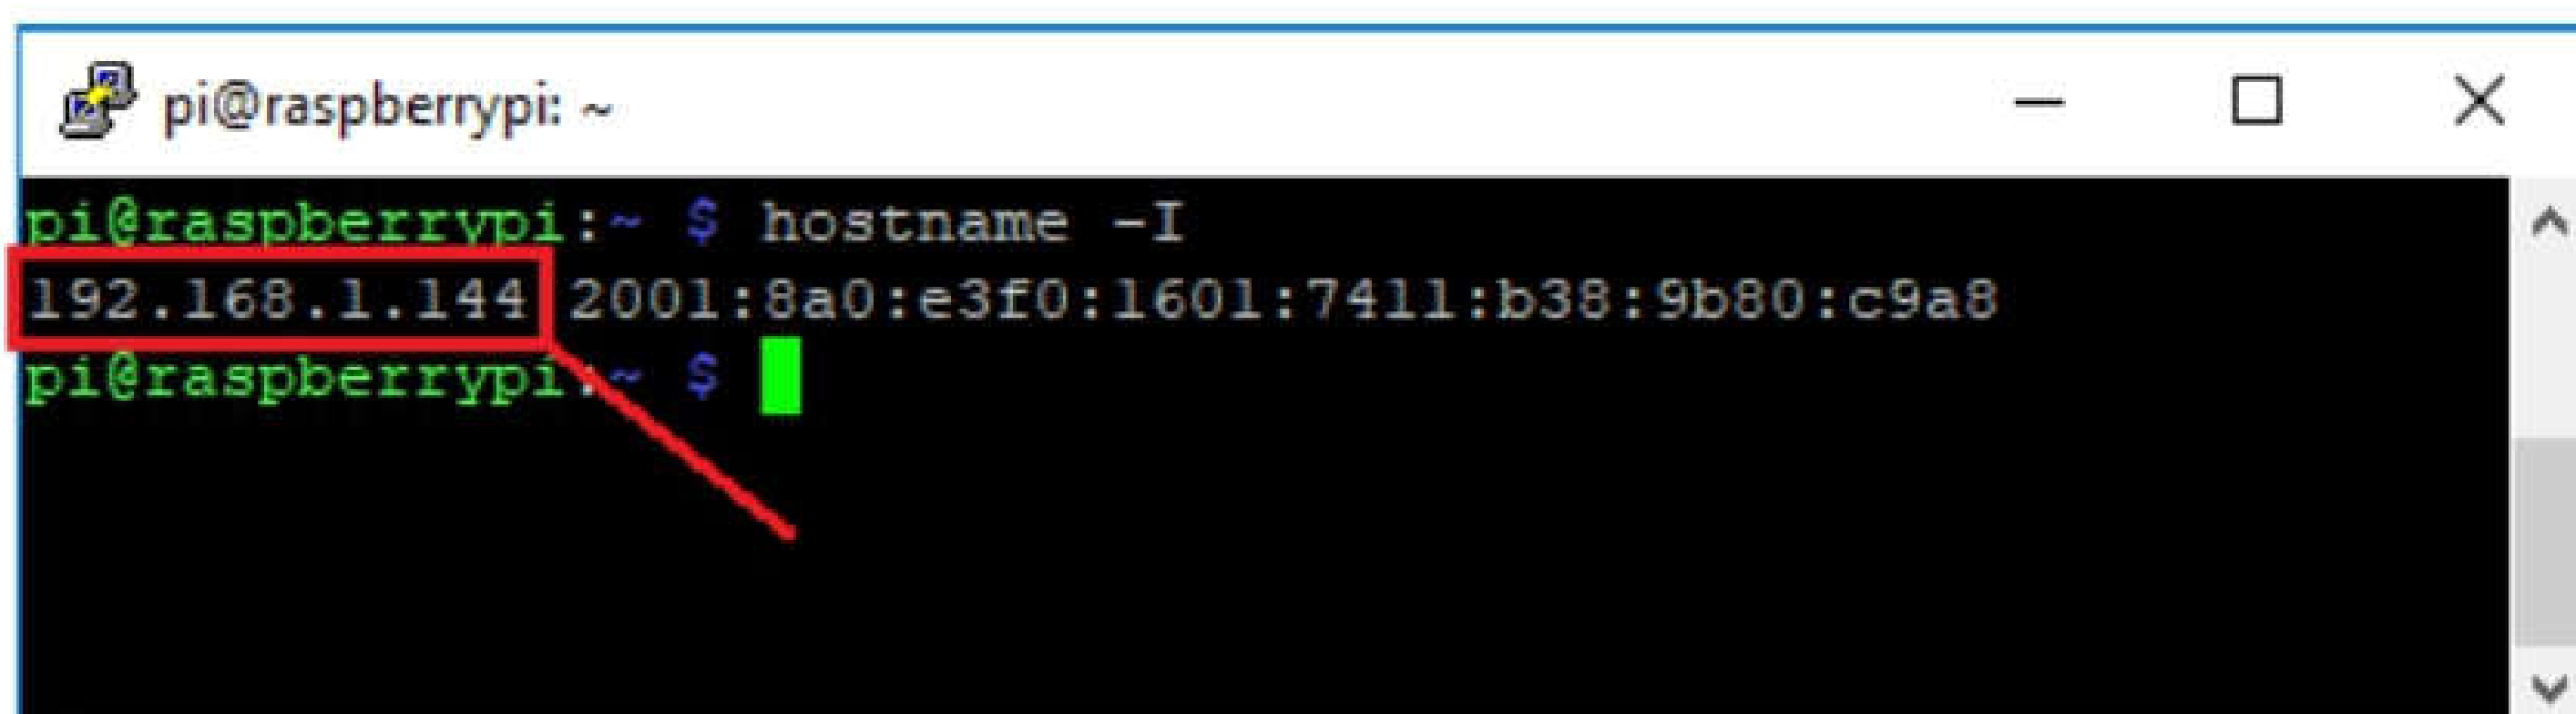 pi@raspberrypi: ~
pi@raspberrypi:~ $ hostname -I
192.168.1.144 2001:8a0:e3f0:1601:7411:b38:9b80:c9a8
pi@raspberrypi:~ $